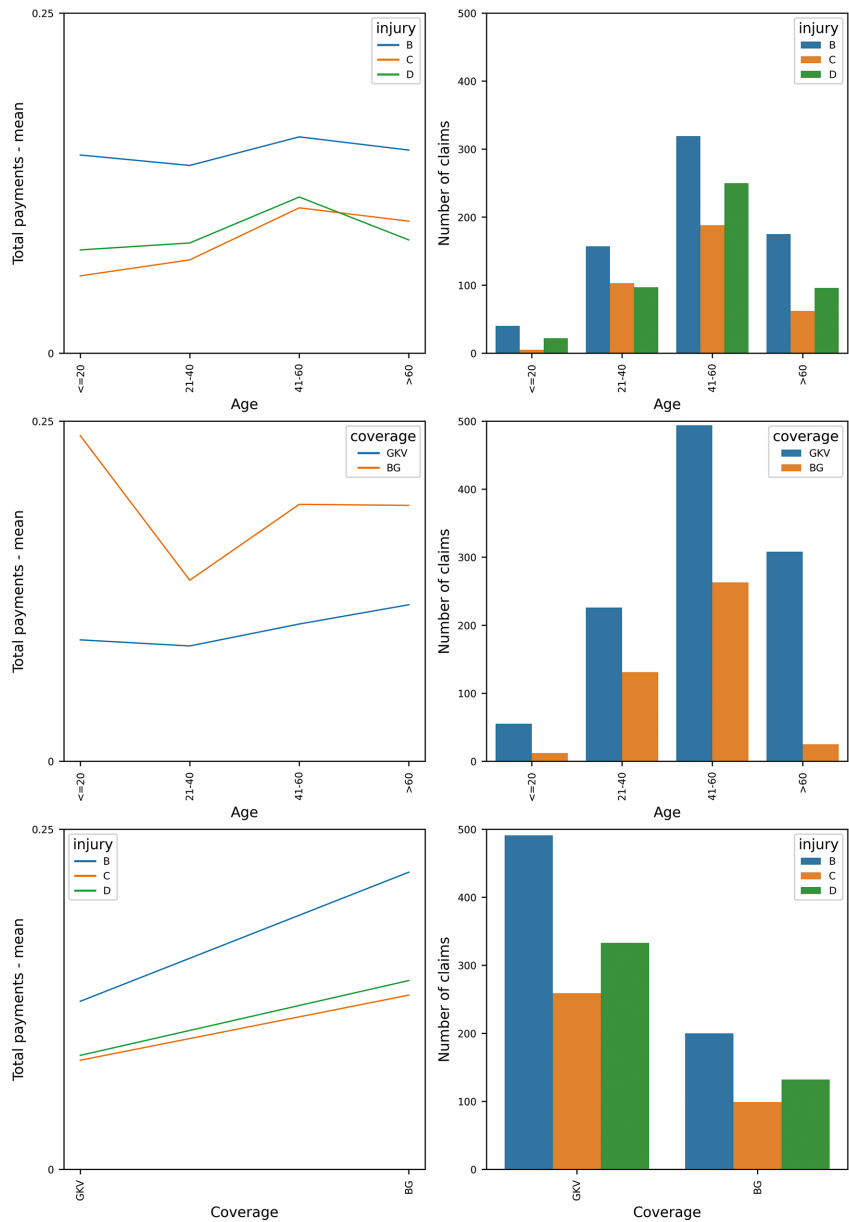 0.25
0
Total payments - mean
<=20
21-40
41-60
>60
Age
injury
B
C
D
500
400
300
200
100
0
Number of claims
<=20
21-40
41-60
>60
Age
injury
B
C
D
0.25
0
Total payments - mean
<=20
21-40
41-60
>60
Age
coverage
GKV
BG
500
400
300
200
100
0
Number of claims
<=20
21-40
41-60
>60
Age
coverage
GKV
BG
0.25
0
Total payments - mean
GKV
BG
Coverage
injury
B
C
D
500
400
300
200
100
0
Number of claims
GKV
BG
Coverage
injury
B
C
D